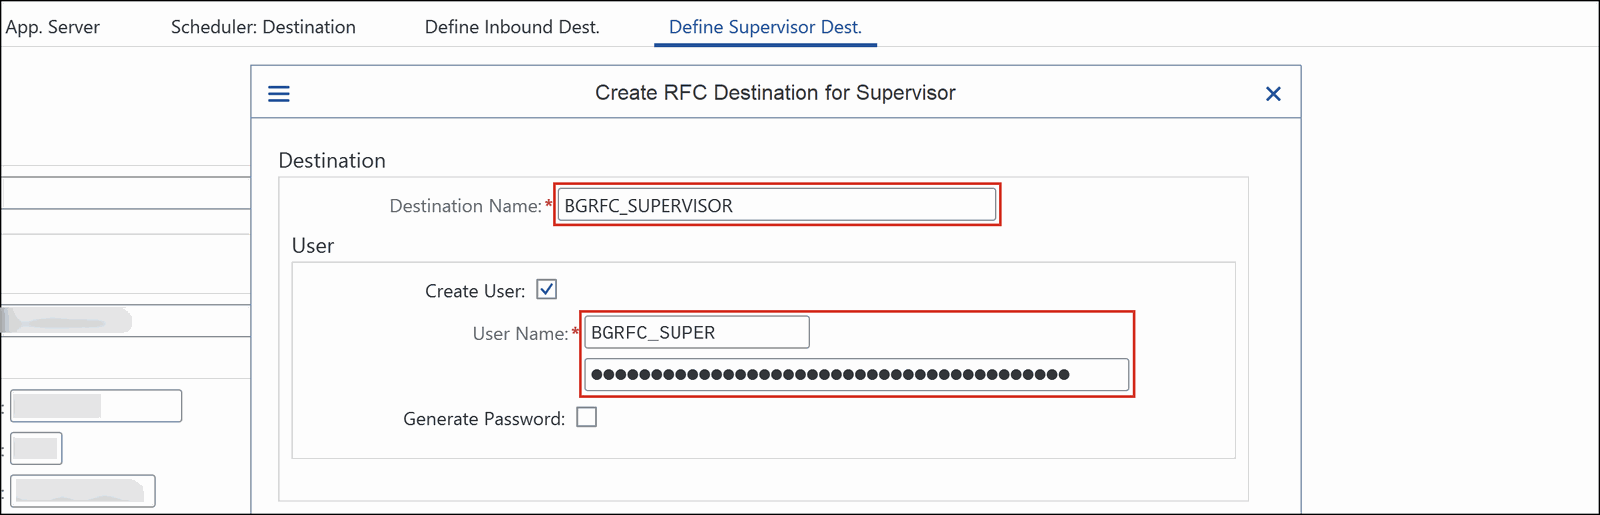 App. Server Scheduler: Destination Define Inbound Dest. Define Supervisor Dest.
Create RFC Destination for Supervisor
Destination
Destination Name:* BGRFC_SUPERVISOR
User
Create User:
User Name:* BGRFC_SUPER
●●●●●●●●●●●●●●●●●●●●●●●●●●●●●●●●●●●●●●●●
Generate Password: